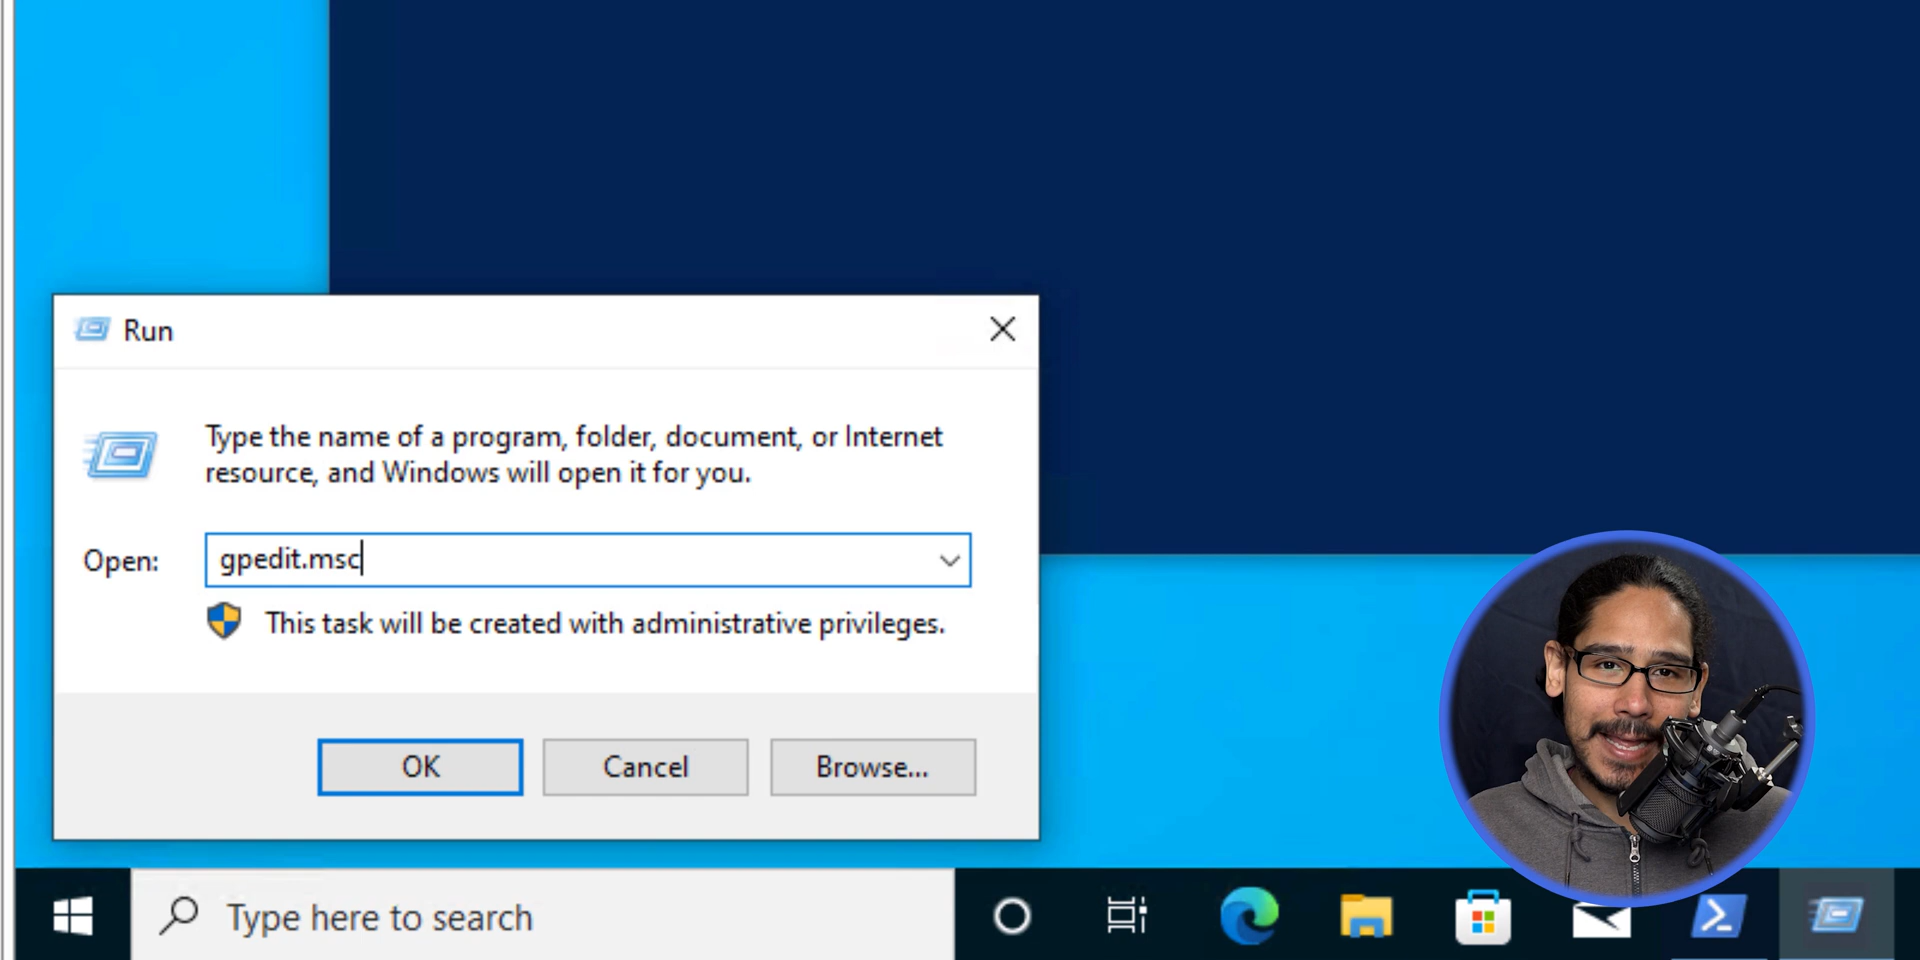 Run
Type the name of a program, folder, document, or Internet
resource, and Windows will open it for you.
Open:
gpedit.msc
This task will be created with administrative privileges.
OK
Cancel
Browse...
Type here to search